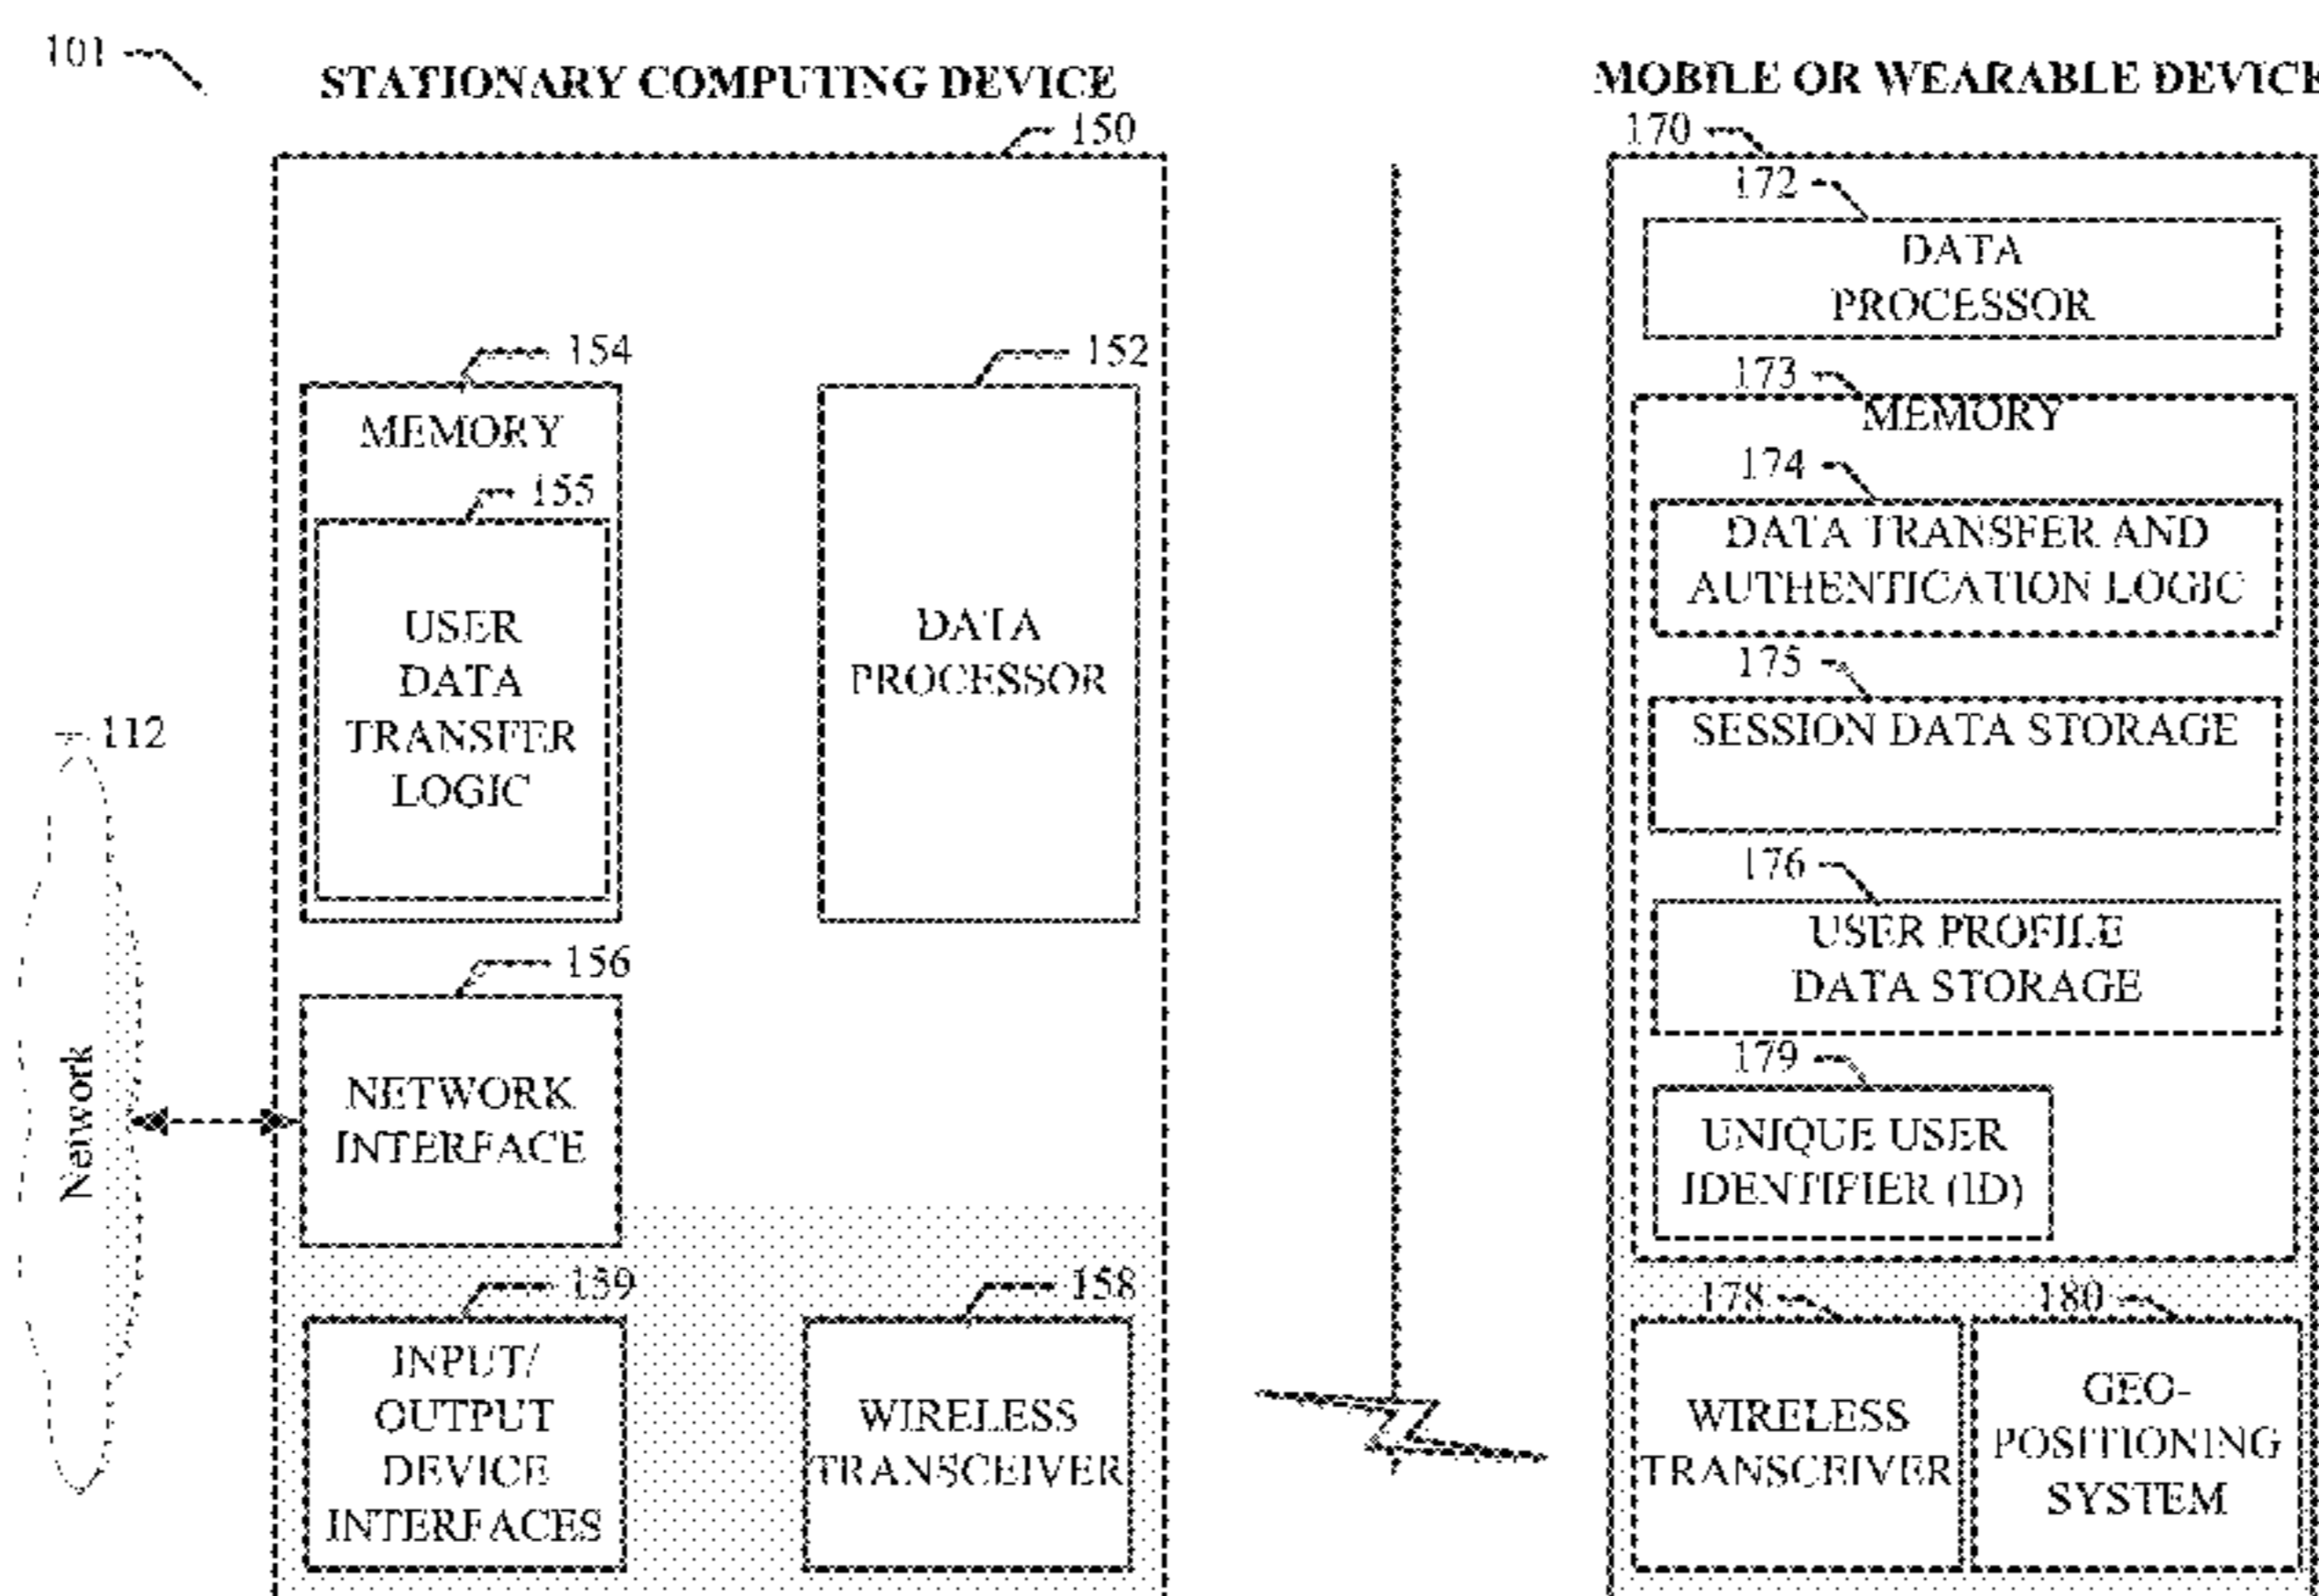 101
STATIONARY COMPUTING DEVICE
150
154
MEMORY
155
USER
DATA
TRANSFER
LOGIC
152
DATA
PROCESSOR
112
Network
156
NETWORK
INTERFACE
159
INPUT/
OUTPUT
DEVICE
INTERFACES
158
WIRELESS
TRANSCEIVER
MOBILE OR WEARABLE DEVICE
170
172
DATA
PROCESSOR
173
MEMORY
174
DATA TRANSFER AND
AUTHENTICATION LOGIC
175
SESSION DATA STORAGE
176
USER PROFILE
DATA STORAGE
179
UNIQUE USER
IDENTIFIER (ID)
178
WIRELESS
TRANSCEIVER
180
GEO-
POSITIONING
SYSTEM